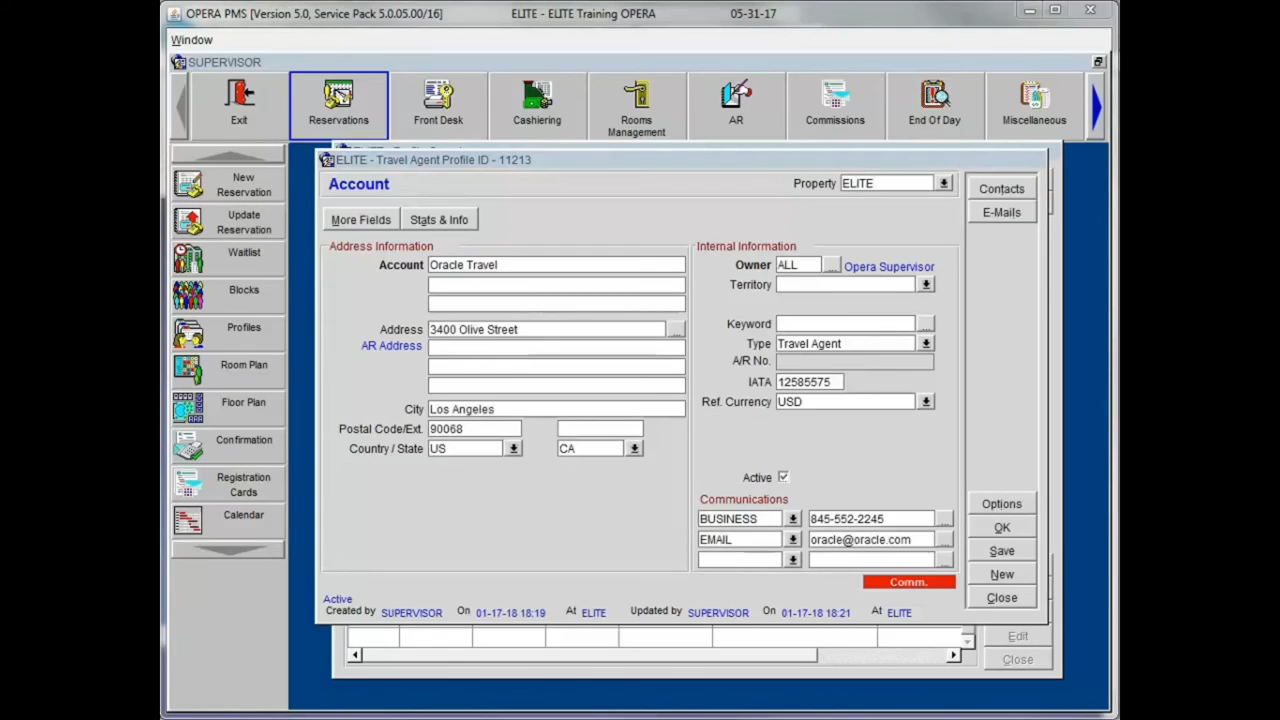 OPERA PMS [Version 5.0, Service Pack 5.0.05.00/16] ELITE - ELITE Training OPERA 05-31-17
Window
SUPERVISOR
Exit Reservations Front Desk Cashiering Rooms Management AR Commissions End Of Day Miscellaneous
New Reservation
Update Reservation
Waitlist
Blocks
Profiles
Room Plan
Floor Plan
Confirmation
Registration Cards
Calendar
ELITE - Travel Agent Profile ID - 11213
Account
Property ELITE
More Fields Stats & Info
Address Information
Account Oracle Travel
Address 3400 Olive Street ...
AR Address
City Los Angeles
Postal Code/Ext. 90068
Country / State US CA
Internal Information
Owner ALL ... Opera Supervisor
Territory
Keyword ...
Type Travel Agent
A/R No.
IATA 12585575
Ref. Currency USD
Active
Communications
BUSINESS 845-552-2245 ...
EMAIL oracle@oracle.com ...
...
Comm.
Active
Created by SUPERVISOR On 01-17-18 18:19 At ELITE Updated by SUPERVISOR On 01-17-18 18:21 At ELITE
Contacts
E-Mails
Options
OK
Save
New
Close
Edit
Close